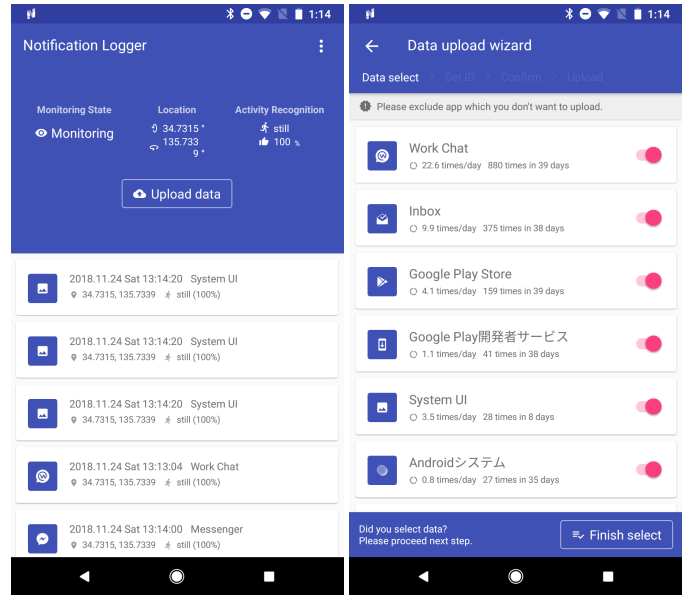 1:14
Notification Logger
Monitoring State
Location
Activity Recognition
Monitoring
34.7315 °
135.733
9 °
still
100 %
Upload data
2018.11.24 Sat 13:14:20 System UI
34.7315, 135.7339 still (100%)
2018.11.24 Sat 13:14:20 System UI
34.7315, 135.7339 still (100%)
2018.11.24 Sat 13:14:20 System UI
34.7315, 135.7339 still (100%)
2018.11.24 Sat 13:13:04 Work Chat
34.7315, 135.7339 still (100%)
2018.11.24 Sat 13:14:00 Messenger
34.7315, 135.7339 still (100%)
1:14
Data upload wizard
Data select > Set ID > Confirm > Upload
Please exclude app which you don't want to upload.
Work Chat
22.6 times/day 880 times in 39 days
Inbox
9.9 times/day 375 times in 38 days
Google Play Store
4.1 times/day 159 times in 39 days
Google Play開発者サービス
1.1 times/day 41 times in 38 days
System UI
3.5 times/day 28 times in 8 days
Androidシステム
0.8 times/day 27 times in 35 days
Did you select data?
Please proceed next step.
Finish select